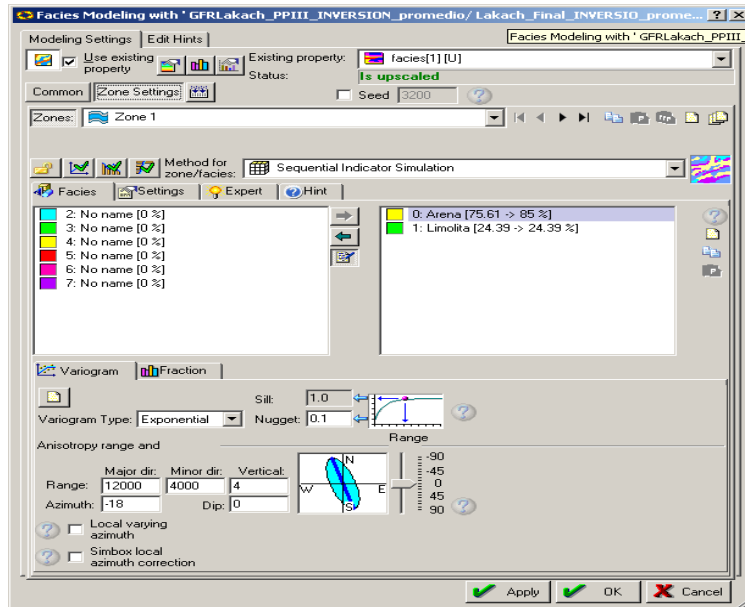 Facies Modeling with ' GFRLakach_PPIII_INVERSION_promedio/ Lakach_Final_INVERSIO_prome...
Modeling Settings Edit Hints
Facies Modeling with ' GFRLakach_PPIII_
Use existing property
Existing property: facies[1] [U]
Status: Is upscaled
Common Zone Settings
Seed 3200
Zones: Zone 1
Method for zone/facies: Sequential Indicator Simulation
Facies Settings Expert Hint
2: No name [0 %]
3: No name [0 %]
4: No name [0 %]
5: No name [0 %]
6: No name [0 %]
7: No name [0 %]
0: Arena [75.61 -> 85 %]
1: Limolita [24.39 -> 24.39 %]
Variogram Fraction
Sill: 1.0
Variogram Type: Exponential Nugget: 0.1
Range
Anisotropy range and
Major dir: Minor dir: Vertical:
Range: 12000 4000 4
Azimuth: -18 Dip: 0
N
W E
S
-90
-45
0
45
90
Local varying azimuth
Simbox local azimuth correction
Apply OK Cancel